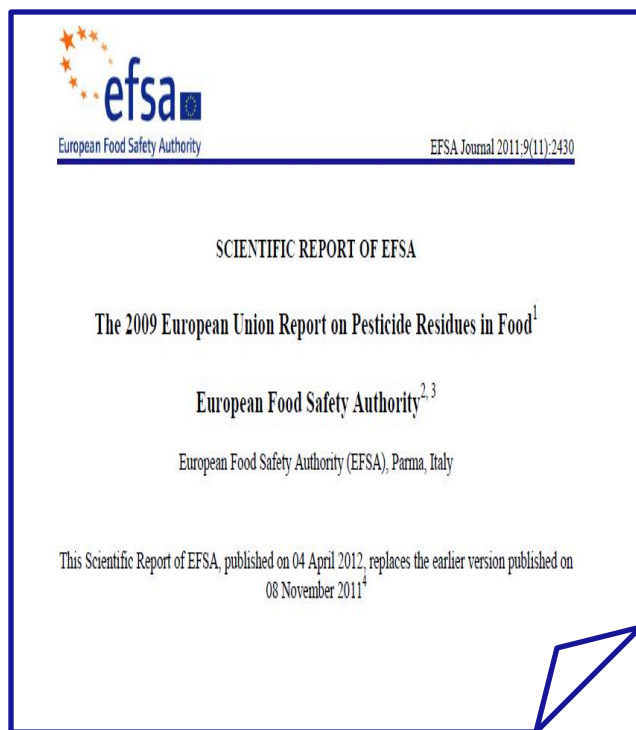 efsa
European Food Safety Authority
EFSA Journal 2011;9(11):2430
SCIENTIFIC REPORT OF EFSA
The 2009 European Union Report on Pesticide Residues in Food1
European Food Safety Authority2, 3
European Food Safety Authority (EFSA), Parma, Italy
This Scientific Report of EFSA, published on 04 April 2012, replaces the earlier version published on
08 November 20114